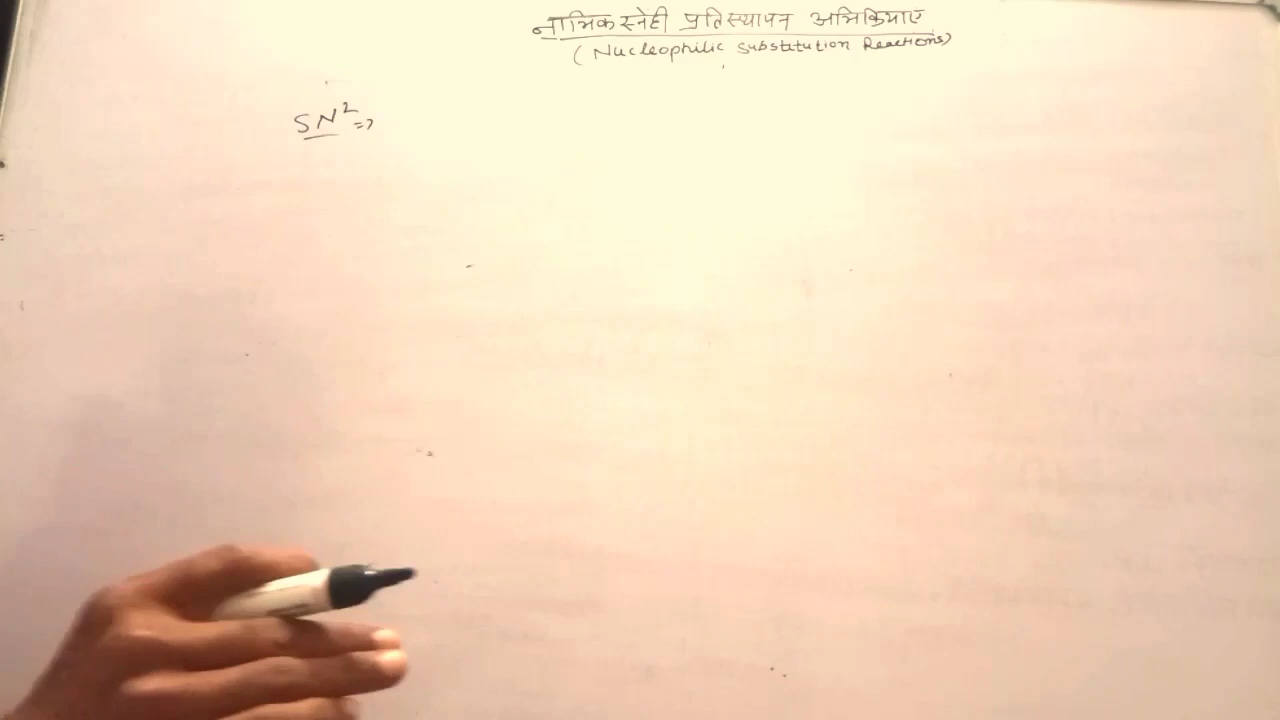 नाभिकस्नेही प्रतिस्थापन अभिक्रियाएँ
(Nucleophilic Substitution Reactions)
SN² =>